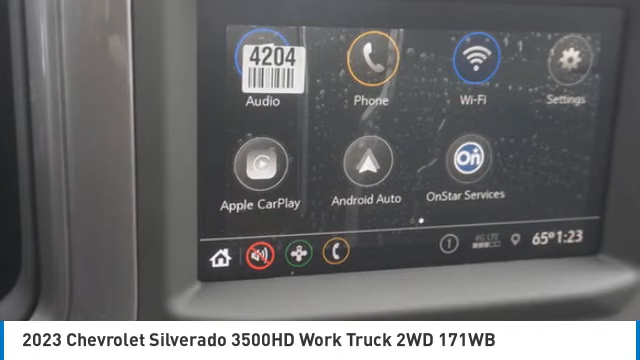 4204
Audio
Phone
Wi-Fi
Settings
Apple CarPlay
Android Auto
On
OnStar Services
4G LTE
65° 1:23
2023 Chevrolet Silverado 3500HD Work Truck 2WD 171WB